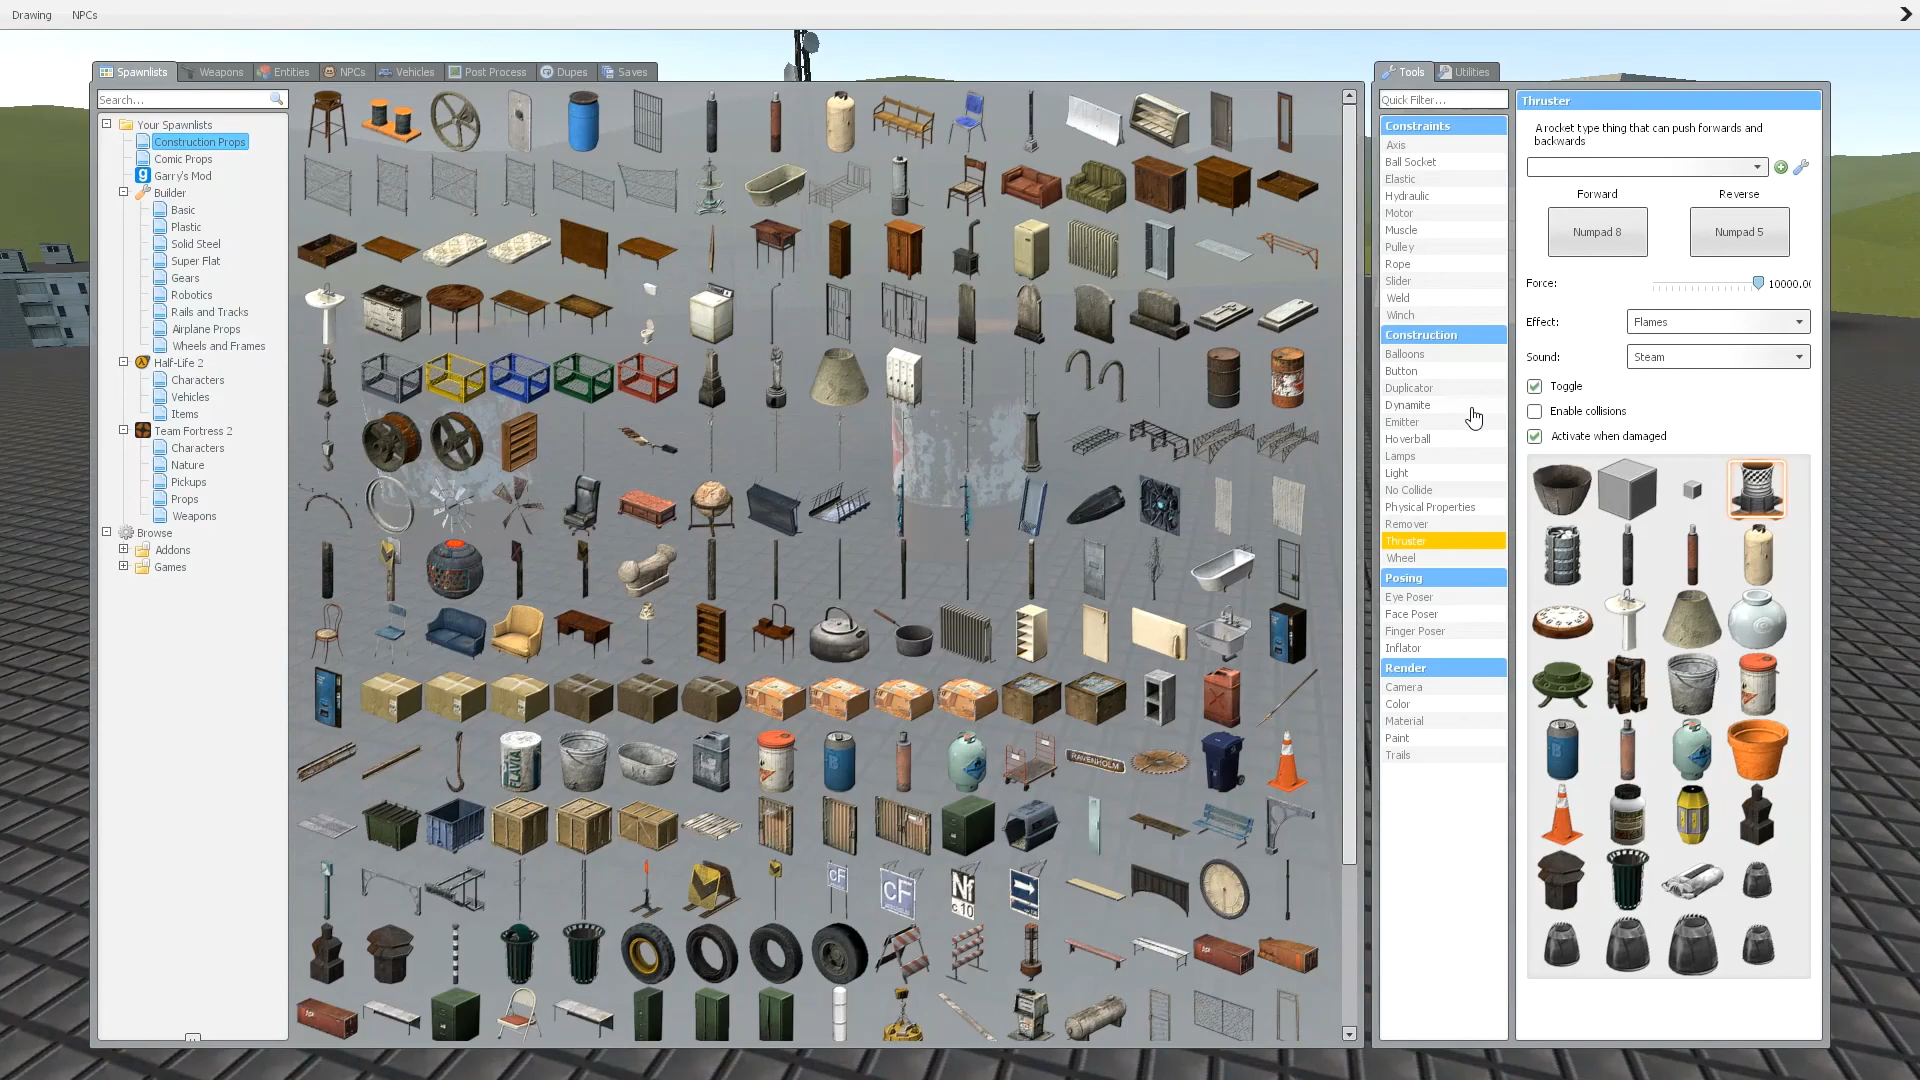 Drawing NPCs
Spawnlists Weapons Entities NPCs Vehicles Post Process Dupes Saves
Search...
Your Spawnlists
Construction Props
Comic Props
Garry's Mod
Builder
Basic
Plastic
Solid Steel
Super Flat
Gears
Robotics
Rails and Tracks
Airplane Props
Wheels and Frames
Half-Life 2
Characters
Vehicles
Items
Team Fortress 2
Characters
Nature
Pickups
Props
Weapons
Browse
Addons
Games
RAVENHOLM
cF
cF
Nf
c 10
Tools Utilities
Quick Filter...
Constraints
Axis
Ball Socket
Elastic
Hydraulic
Motor
Muscle
Pulley
Rope
Slider
Weld
Winch
Construction
Balloons
Button
Duplicator
Dynamite
Emitter
Hoverball
Lamps
Light
No Collide
Physical Properties
Remover
Thruster
Wheel
Posing
Eye Poser
Face Poser
Finger Poser
Inflator
Render
Camera
Color
Material
Paint
Trails
Thruster
A rocket type thing that can push forwards and
backwards
Forward Reverse
Numpad 8 Numpad 5
Force: 10000.0
Effect: Flames
Sound: Steam
Toggle
Enable collisions
Activate when damaged